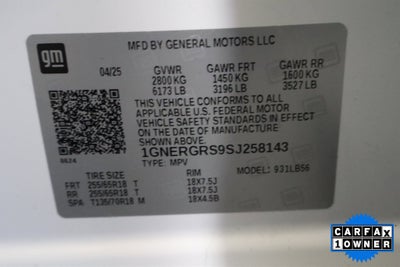 gm
MFD BY GENERAL MOTORS LLC
04/25 GVWR GAWR FRT GAWR RR
2800 KG 1450 KG 1600 KG
6173 LB 3196 LB 3527 LB
THIS VEHICLE CONFORMS TO ALL
APPLICABLE U.S. FEDERAL MOTOR
VEHICLE SAFETY STANDARDS IN EFFECT
ON THE DATE OF MANUFACTURE
SHOWN ABOVE.
1GNERGRS9SJ258143
TYPE: MPV MODEL: 931LB56
TIRE SIZE RIM
FRT 255/65R18 T 18X7.5J
RR 255/65R18 T 18X7.5J
SPA T135/70R18 M 18X4.5B
CARFAX
1 OWNER